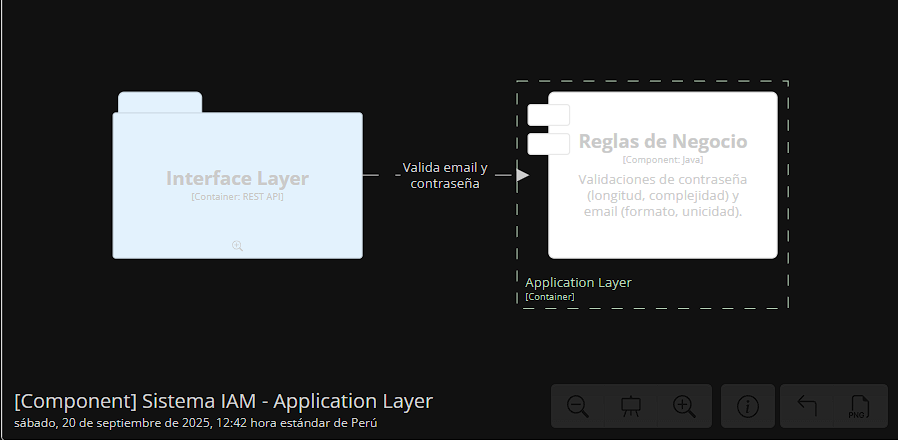 Interface Layer
[Container: REST API]
Valida email y
contraseña
Reglas de Negocio
[Component: Java]
Validaciones de contraseña
(longitud, complejidad) y
email (formato, unicidad).
Application Layer
[Container]
[Component] Sistema IAM - Application Layer
sábado, 20 de septiembre de 2025, 12:42 hora estándar de Perú
PNG